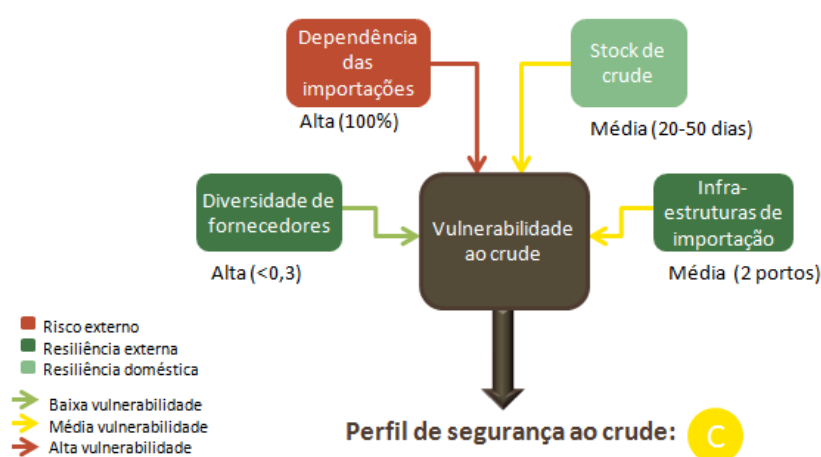 Dependência
das
importações
Alta (100%)
Stock de
crude
Média (20-50 dias)
Diversidade de
fornecedores
Alta (<0,3)
Vulnerabilidade
ao crude
Infra-
estruturas de
importação
Média (2 portos)
Risco externo
Resiliência externa
Resiliência doméstica
Baixa vulnerabilidade
Média vulnerabilidade
Alta vulnerabilidade
Perfil de segurança ao crude: C